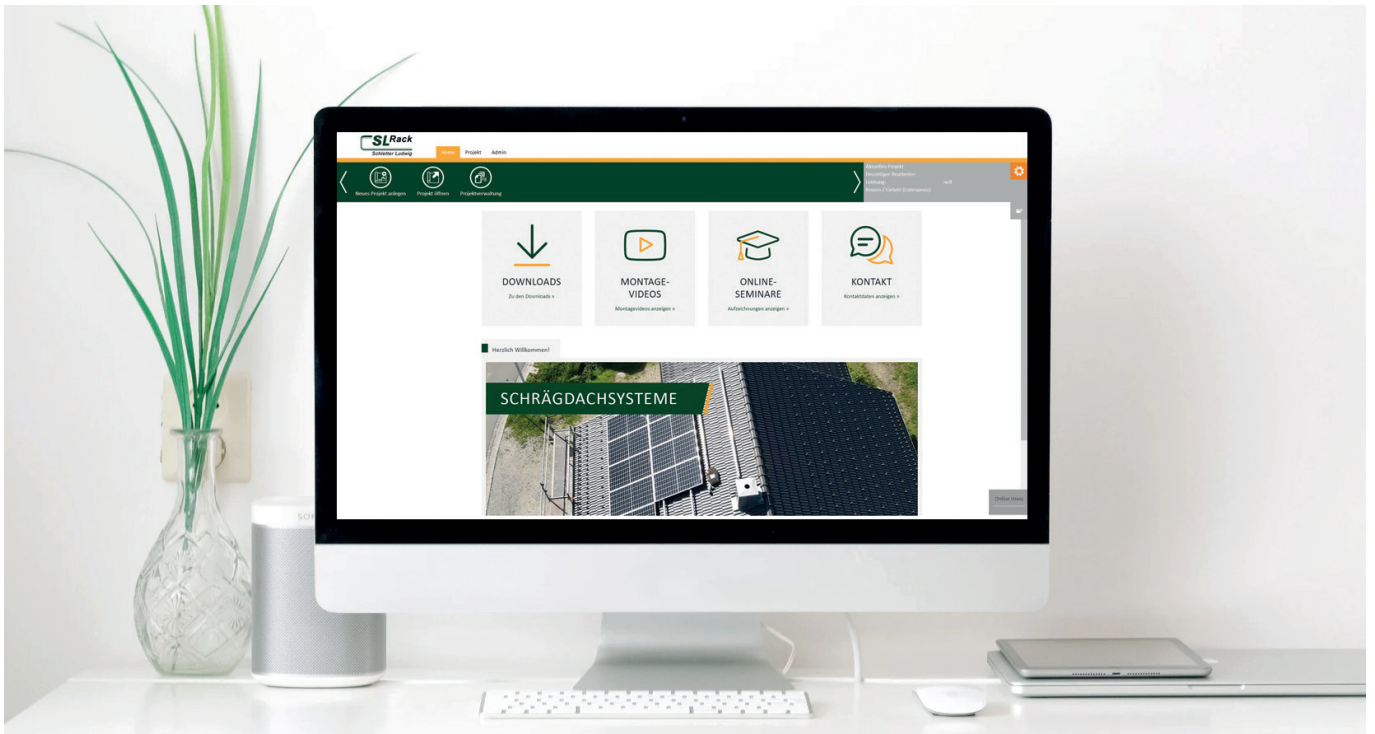 SLRack
Schletter Ludwig
Home Projekt Admin
Neues Projekt anlegen Projekt öffnen Projektverwaltung
Aktuelles Projekt
null
DOWNLOADS
Zu den Downloads »
MONTAGE-
VIDEOS
Montagevideos anzeigen »
ONLINE-
SEMINARE
Aufzeichnungen anzeigen »
KONTAKT
Kontaktdaten anzeigen »
Herzlich Willkommen!
SCHRÄGDACHSYSTEME
Online Users